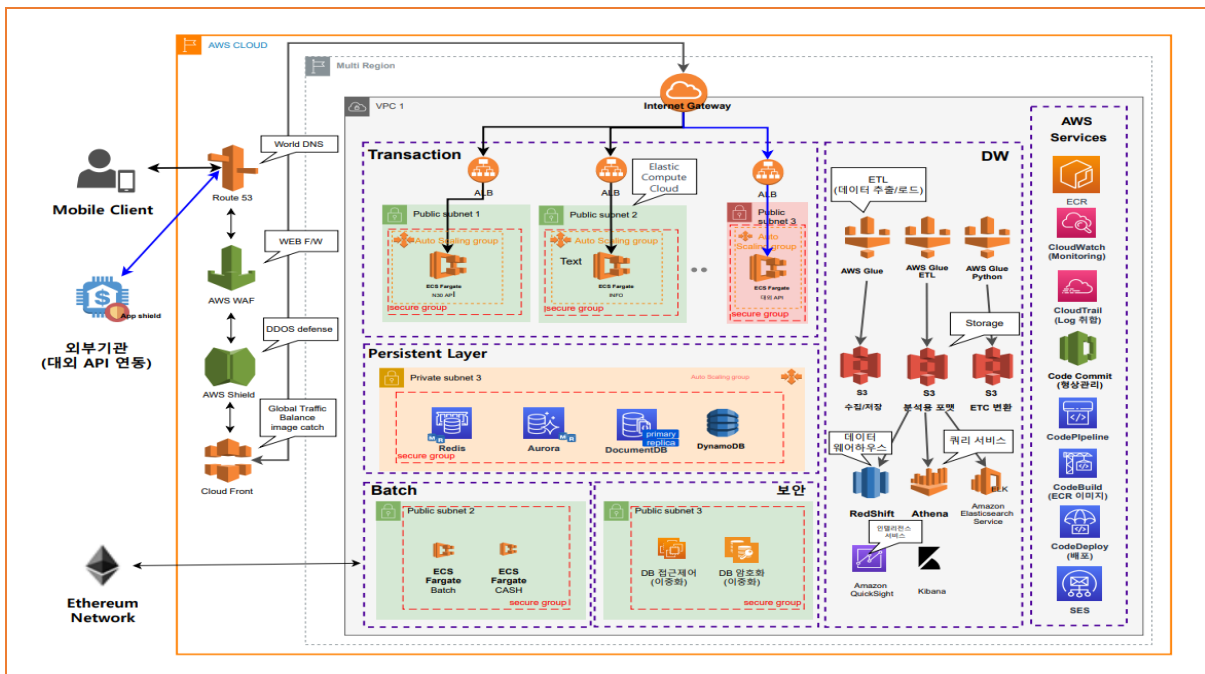 AWS CLOUD
Multi Region
VPC 1
Internet Gateway
World DNS
Mobile Client
Route 53
WEB F/W
AWS WAF
App shield
외부기관
(대외 API 연동)
DDOS defense
AWS Shield
Global Traffic
Balance
image catch
Cloud Front
Ethereum
Network
Transaction
ALB
ALB
ALB
Elastic
Compute
Cloud
Public subnet 1
Auto Scaling group
ECS Fargate
N30 API
secure group
Public subnet 2
Auto Scaling group
Text
ECS Fargate
INFO
secure group
Public
subnet 3
Auto
Scaling group
ECS Fargate
대외 API
secure group
Persistent Layer
Private subnet 3
Auto Scaling group
M
R
Redis
M
R
Aurora
primary
replica
DocumentDB
DynamoDB
secure group
Batch
Public subnet 2
ECS
Fargate
Batch
ECS
Fargate
CASH
secure group
보안
Public subnet 3
DB 접근제어
(이중화)
DB 암호화
(이중화)
secure group
DW
ETL
(데이터 추출/로드)
AWS Glue
AWS Glue
ETL
AWS Glue
Python
Storage
S3
수집/저장
S3
분석용 포맷
S3
ETC 변환
데이터
웨어하우스
쿼리 서비스
RedShift
Athena
ELK
Amazon
Elasticsearch
Service
인텔리전스
서비스
Amazon
QuickSight
Kibana
AWS
Services
ECR
CloudWatch
(Monitoring)
CloudTrail
(Log 취합)
Code Commit
(형상관리)
CodePIpeline
CodeBuild
(ECR 이미지)
CodeDeploy
(배포)
SES